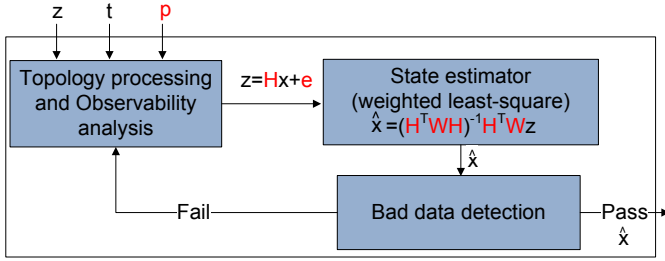 z t p
Topology processing
and Observability
analysis
z=Hx+e
State estimator
(weighted least-square)
x̂=(HᵀWH)⁻¹HᵀWz
x̂
Fail
Bad data detection
Pass
x̂